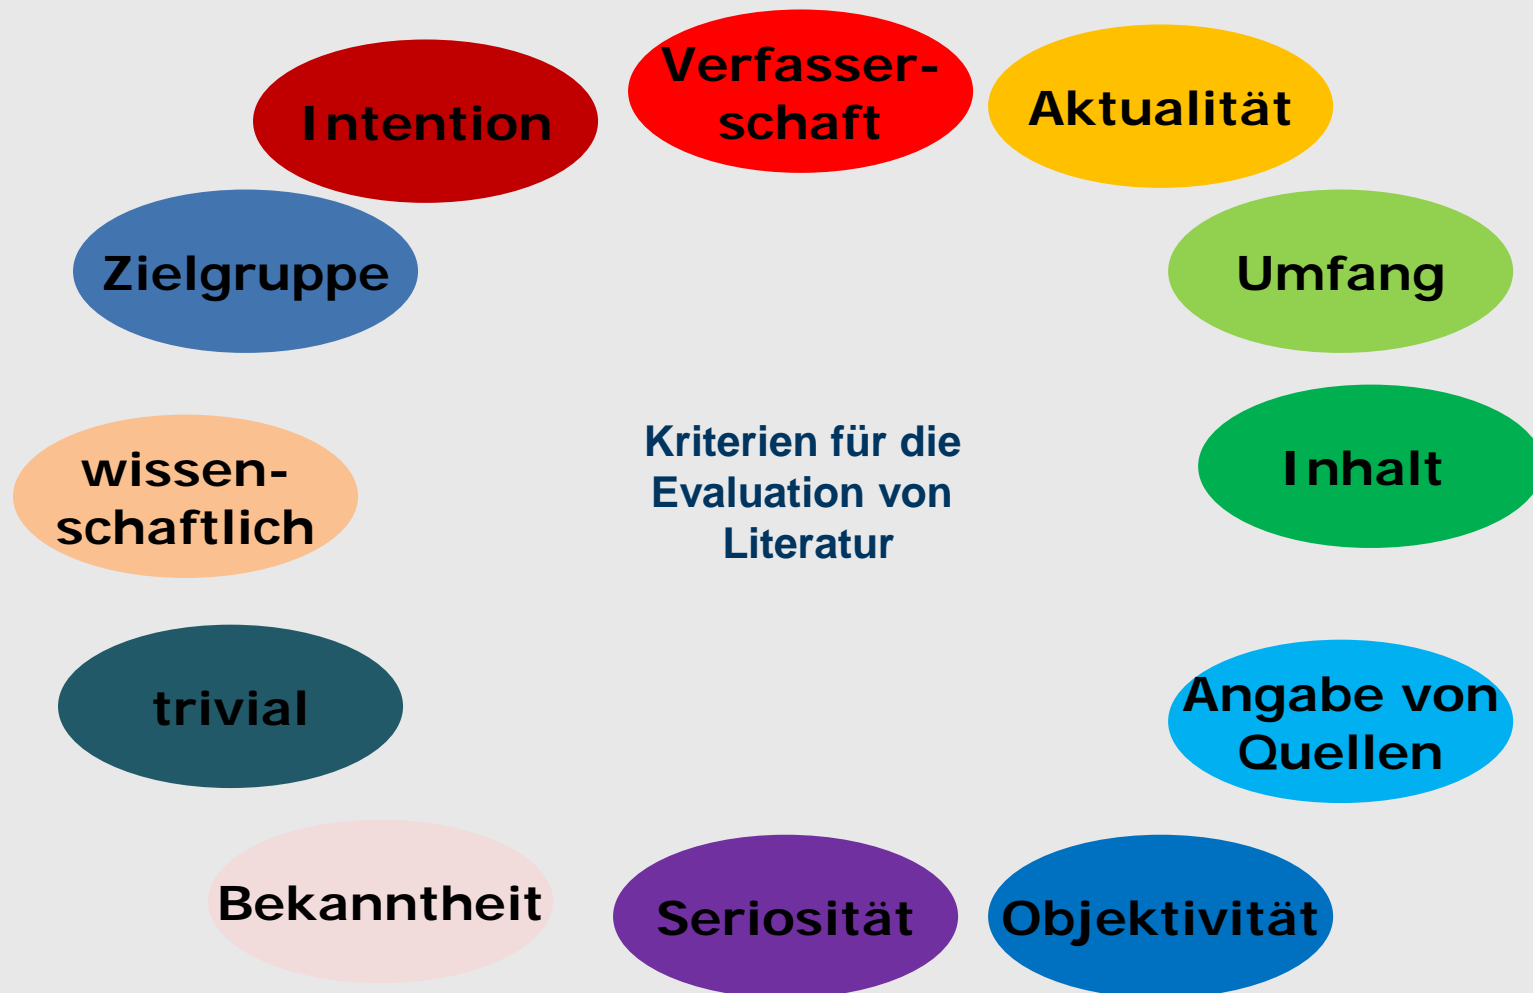 Verfasser-
schaft
Intention
Aktualität
Zielgruppe
Umfang
Kriterien für die
Evaluation von
Literatur
wissen-
schaftlich
Inhalt
trivial
Angabe von
Quellen
Bekanntheit
Seriosität
Objektivität